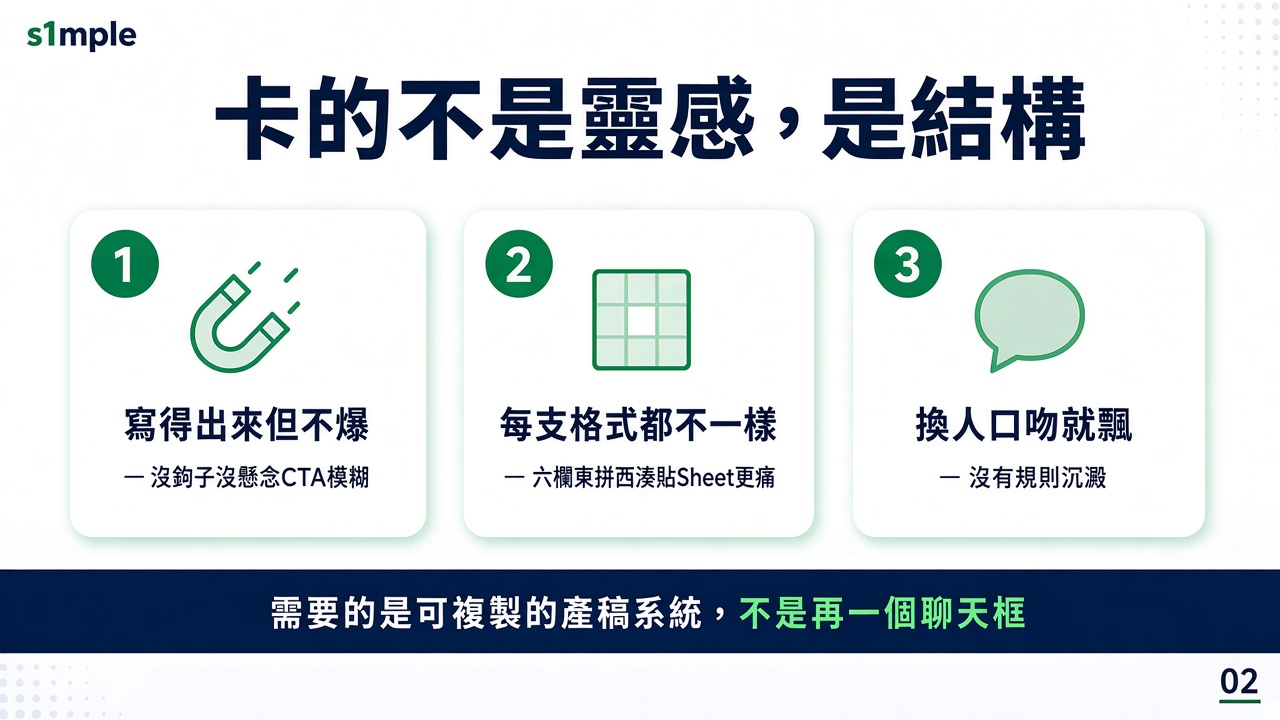 s1mple
卡的不是靈感，是結構
1
寫得出來但不爆
— 沒鉤子沒懸念CTA模糊
2
每支格式都不一樣
— 六欄東拼西湊貼Sheet更痛
3
換人口吻就飄
— 沒有規則沉澱
需要的是可複製的產稿系統，不是再一個聊天框
02